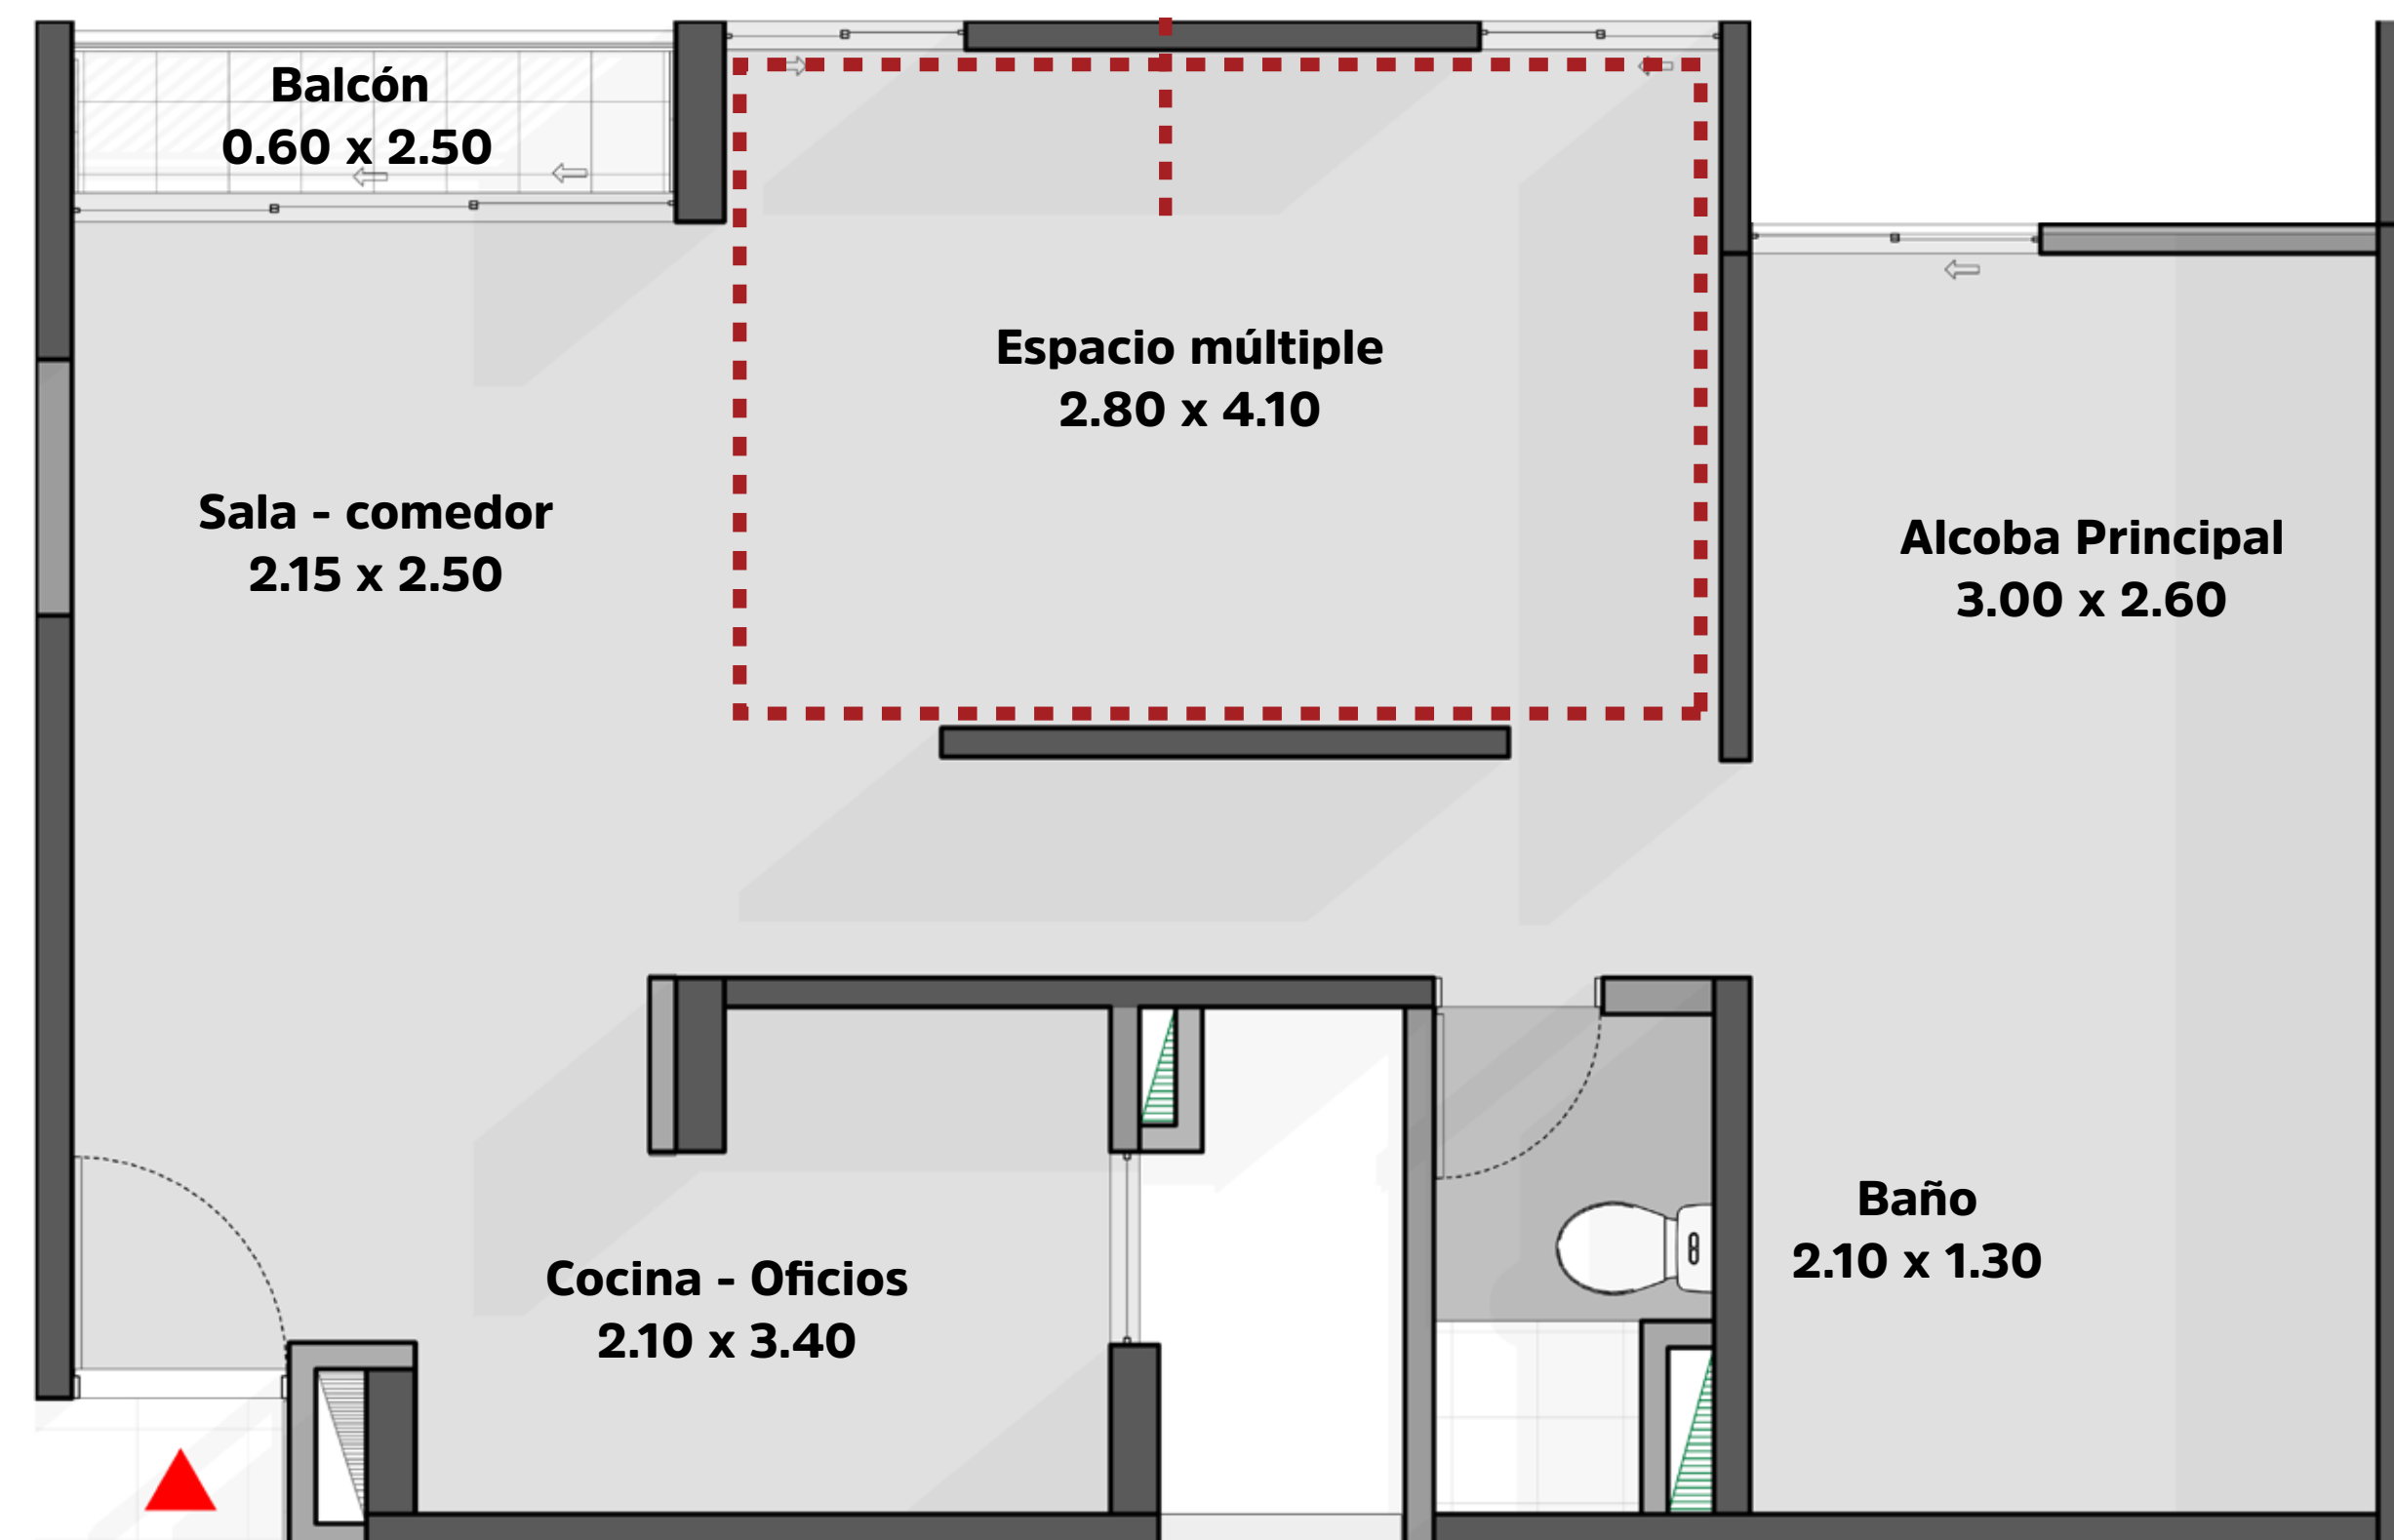 Balcón
0.60 x 2.50
Espacio múltiple
2.80 x 4.10
Sala - comedor
2.15 x 2.50
Alcoba Principal
3.00 x 2.60
Baño
2.10 x 1.30
Cocina - Oficios
2.10 x 3.40